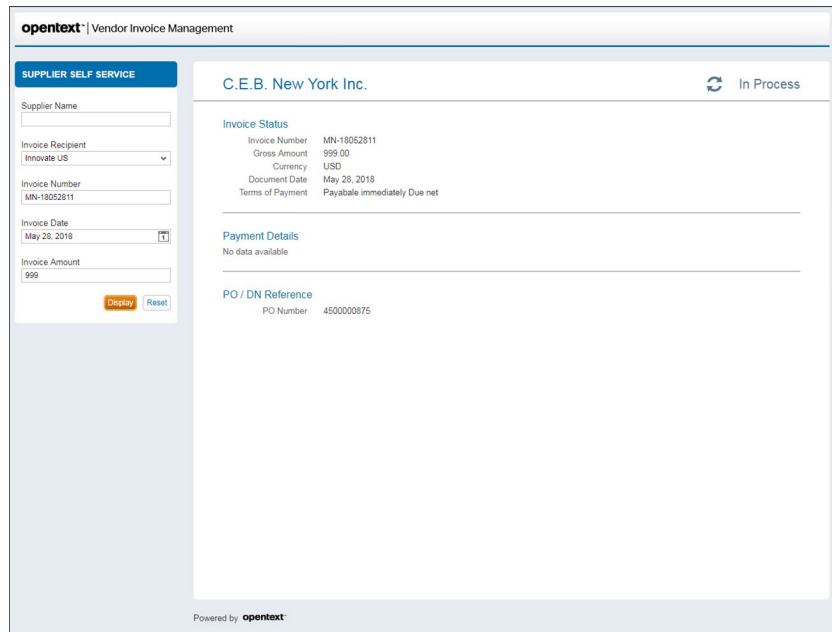 opentext™ | Vendor Invoice Management
SUPPLIER SELF SERVICE
Supplier Name
Invoice Recipient
Innovate US
Invoice Number
MN-18052811
Invoice Date
May 28, 2018
1
Invoice Amount
999
Display Reset
C.E.B. New York Inc.
In Process
Invoice Status
Invoice Number MN-18052811
Gross Amount 999.00
Currency USD
Document Date May 28, 2018
Terms of Payment Payabale immediately Due net
Payment Details
No data available
PO / DN Reference
PO Number 4500000875
Powered by opentext™